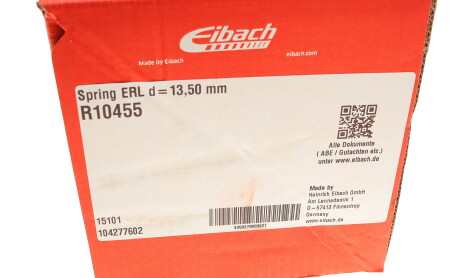 Eibach
Made by Eibach
eibach.com
Spring ERL d=13,50 mm
R10455
Alle Dokumente
( ABE / Gutachten etc.)
unter www.eibach.de
Made by
Heinrich Eibach GmbH
Am Lennedamm 1
D-57413 Finnentrop
Germany
www.eibach.de
15101
104277602